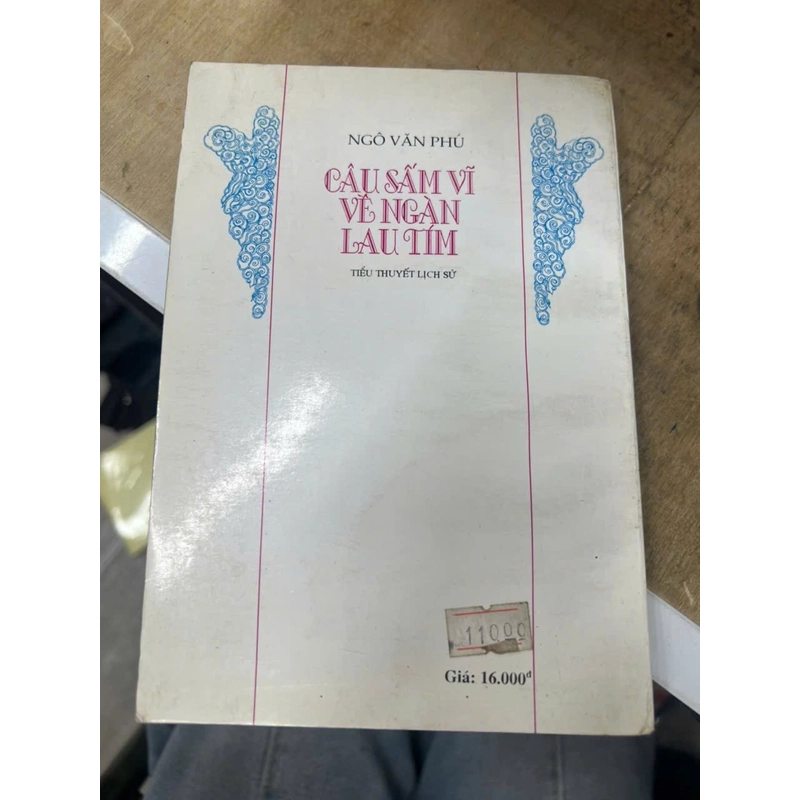 NGÔ VĂN PHÚ
CÂU SẤM VĨ
VỀ NGÀN
LAU TÍM
TIỂU THUYẾT LỊCH SỬ
11000
Giá: 16.000đ